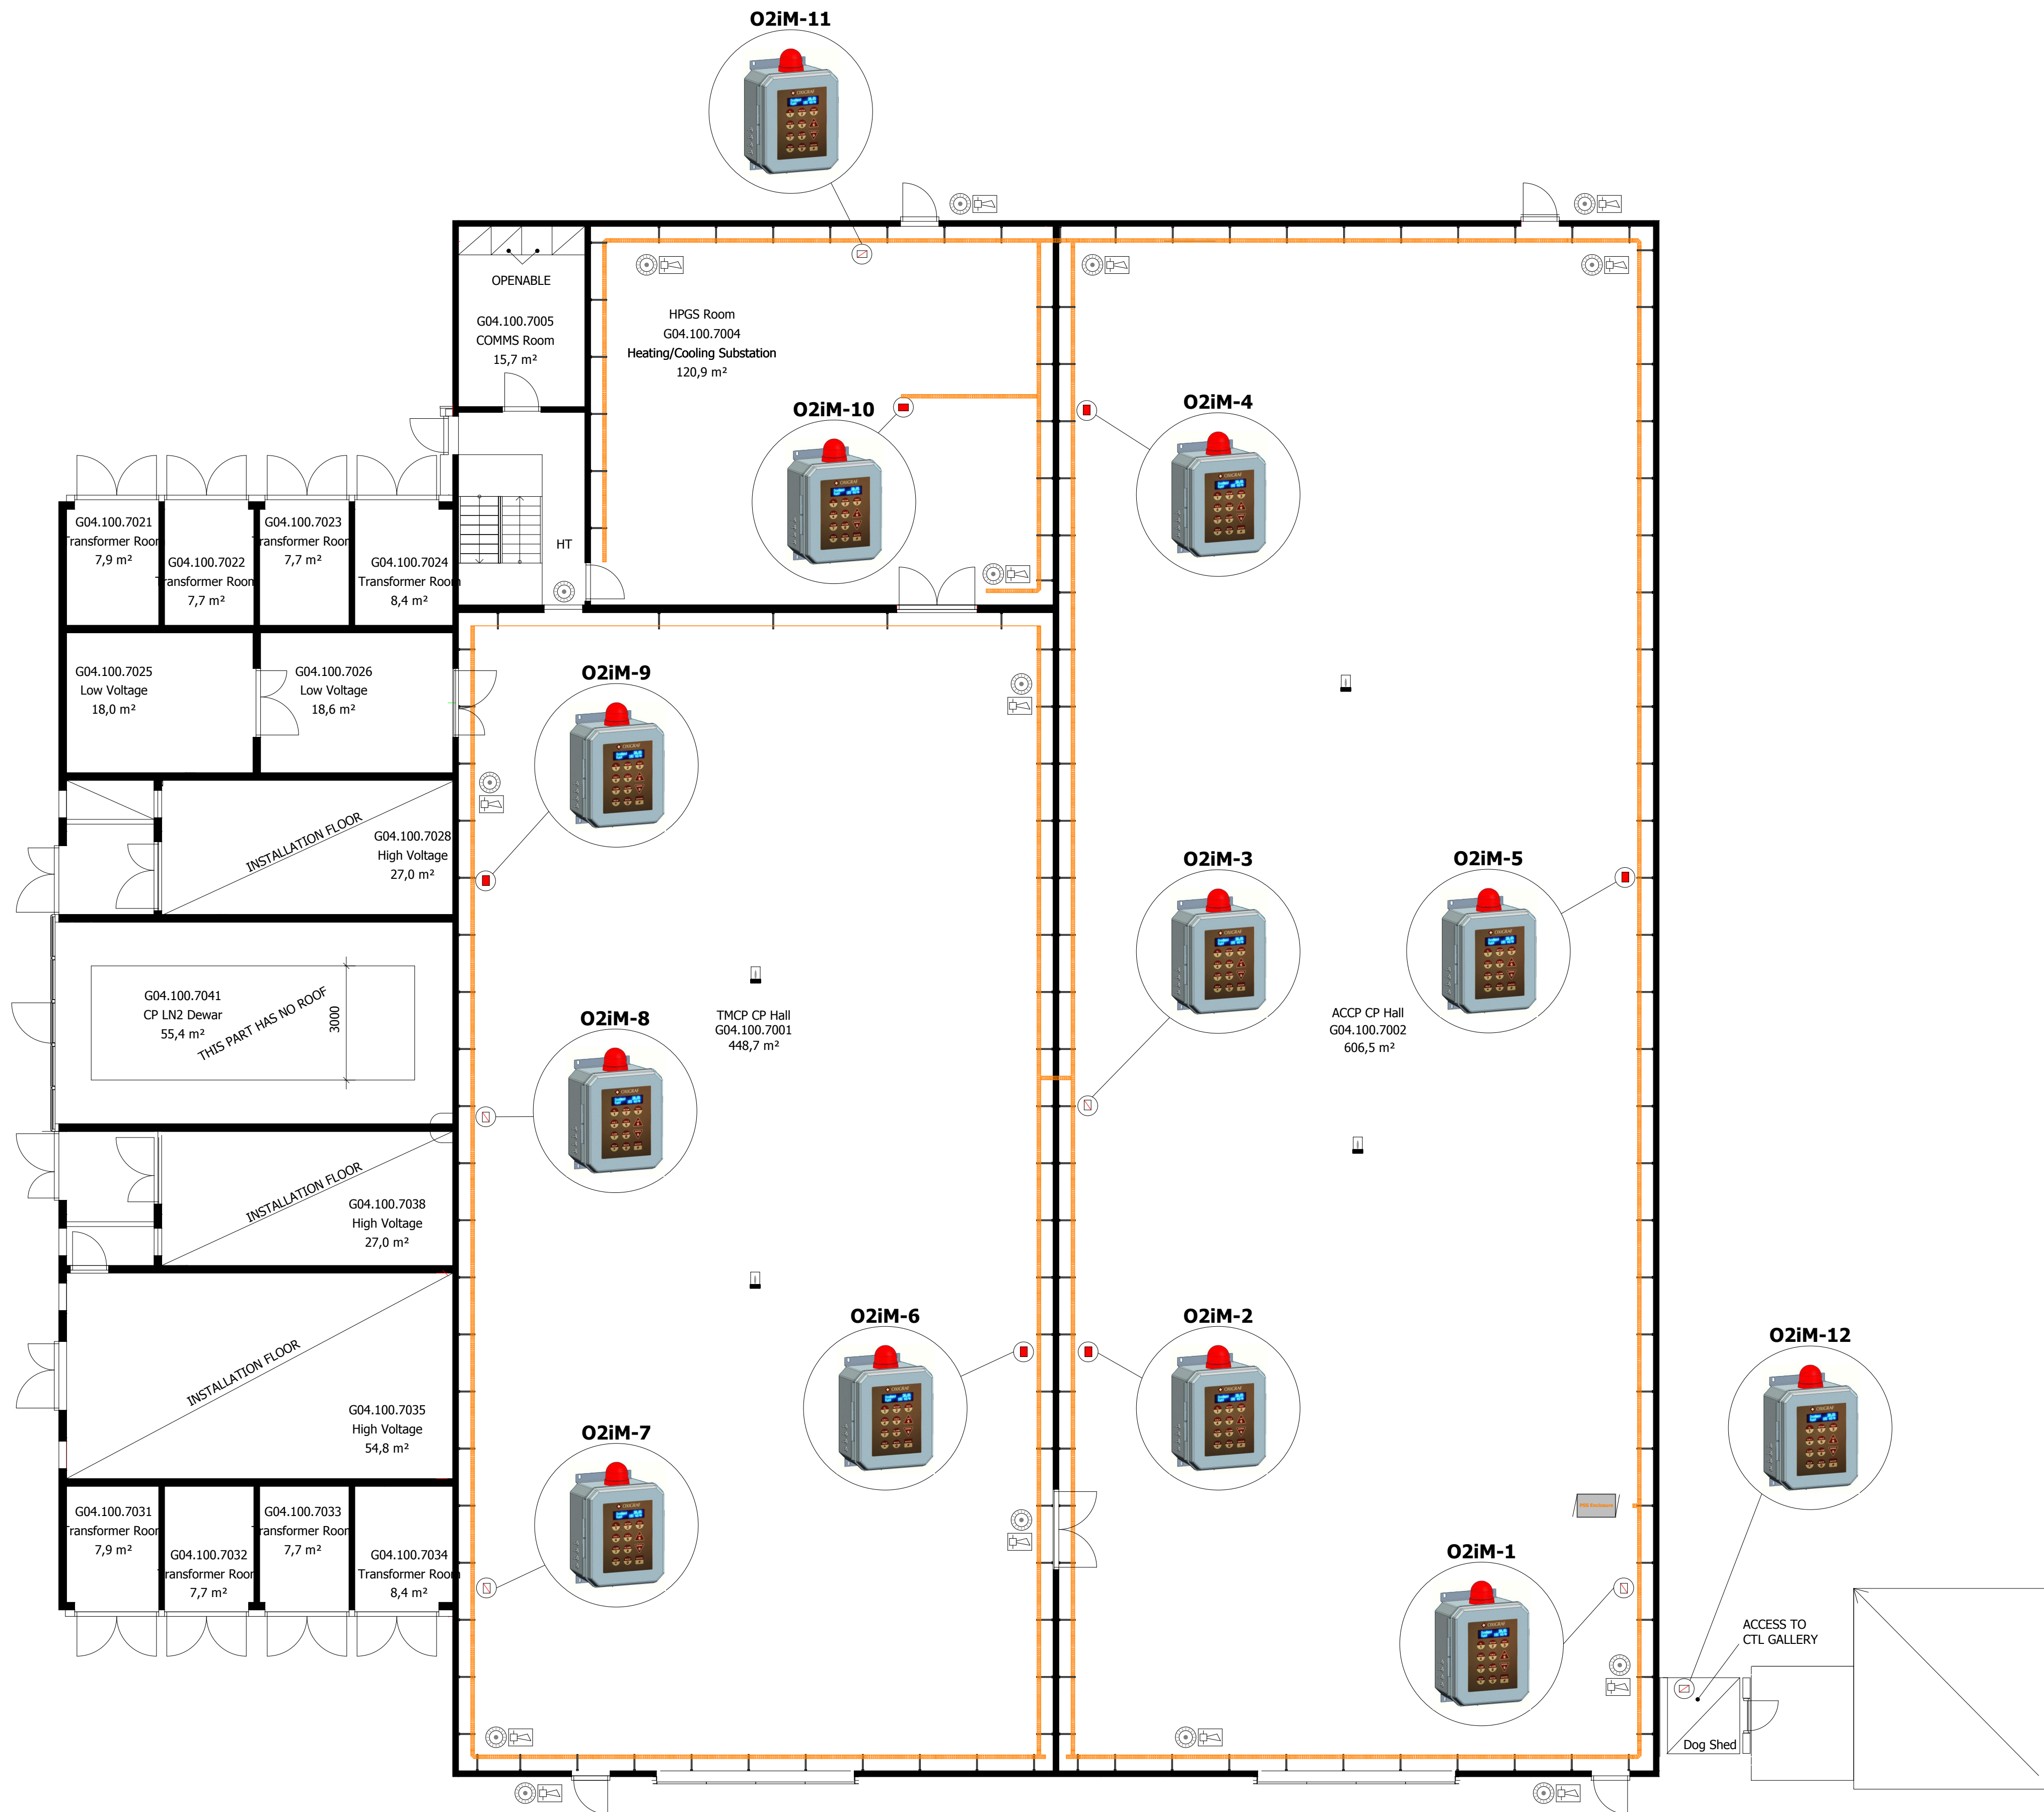 O2iM-11
OPENABLE
G04.100.7005
COMMS Room
15,7 m²
HPGS Room
G04.100.7004
Heating/Cooling Substation
120,9 m²
O2iM-10
O2iM-4
HT
G04.100.7021
Transformer Room
7,9 m²
G04.100.7022
Transformer Room
7,7 m²
G04.100.7023
Transformer Room
7,7 m²
G04.100.7024
Transformer Room
8,4 m²
G04.100.7025
Low Voltage
18,0 m²
G04.100.7026
Low Voltage
18,6 m²
O2iM-9
INSTALLATION FLOOR
G04.100.7028
High Voltage
27,0 m²
O2iM-3
O2iM-5
G04.100.7041
CP LN2 Dewar
55,4 m²
THIS PART HAS NO ROOF
3000
O2iM-8
TMCP CP Hall
G04.100.7001
448,7 m²
ACCP CP Hall
G04.100.7002
606,5 m²
INSTALLATION FLOOR
G04.100.7038
High Voltage
27,0 m²
O2iM-6
O2iM-2
O2iM-12
INSTALLATION FLOOR
G04.100.7035
High Voltage
54,8 m²
O2iM-7
G04.100.7031
Transformer Room
7,9 m²
G04.100.7032
Transformer Room
7,7 m²
G04.100.7033
Transformer Room
7,7 m²
G04.100.7034
Transformer Room
8,4 m²
O2iM-1
ACCESS TO
CTL GALLERY
Dog Shed